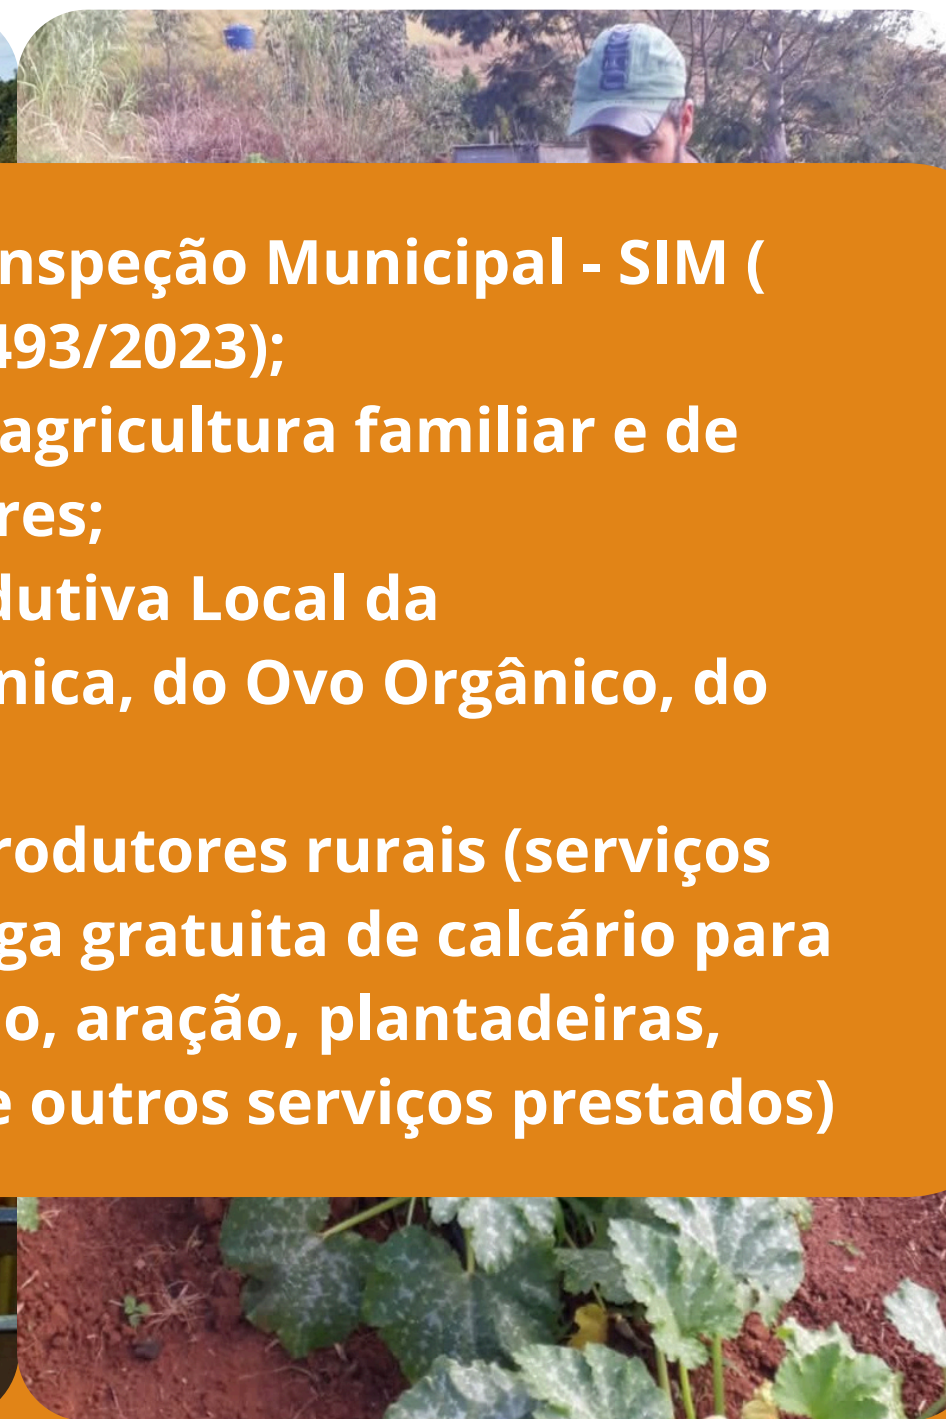 nspeção Municipal - SIM (
493/2023);
agricultura familiar e de
res;
dutiva Local da
nica, do Ovo Orgânico, do
rodutores rurais (serviços
ga gratuita de calcário para
o, aração, plantadeiras,
e outros serviços prestados)